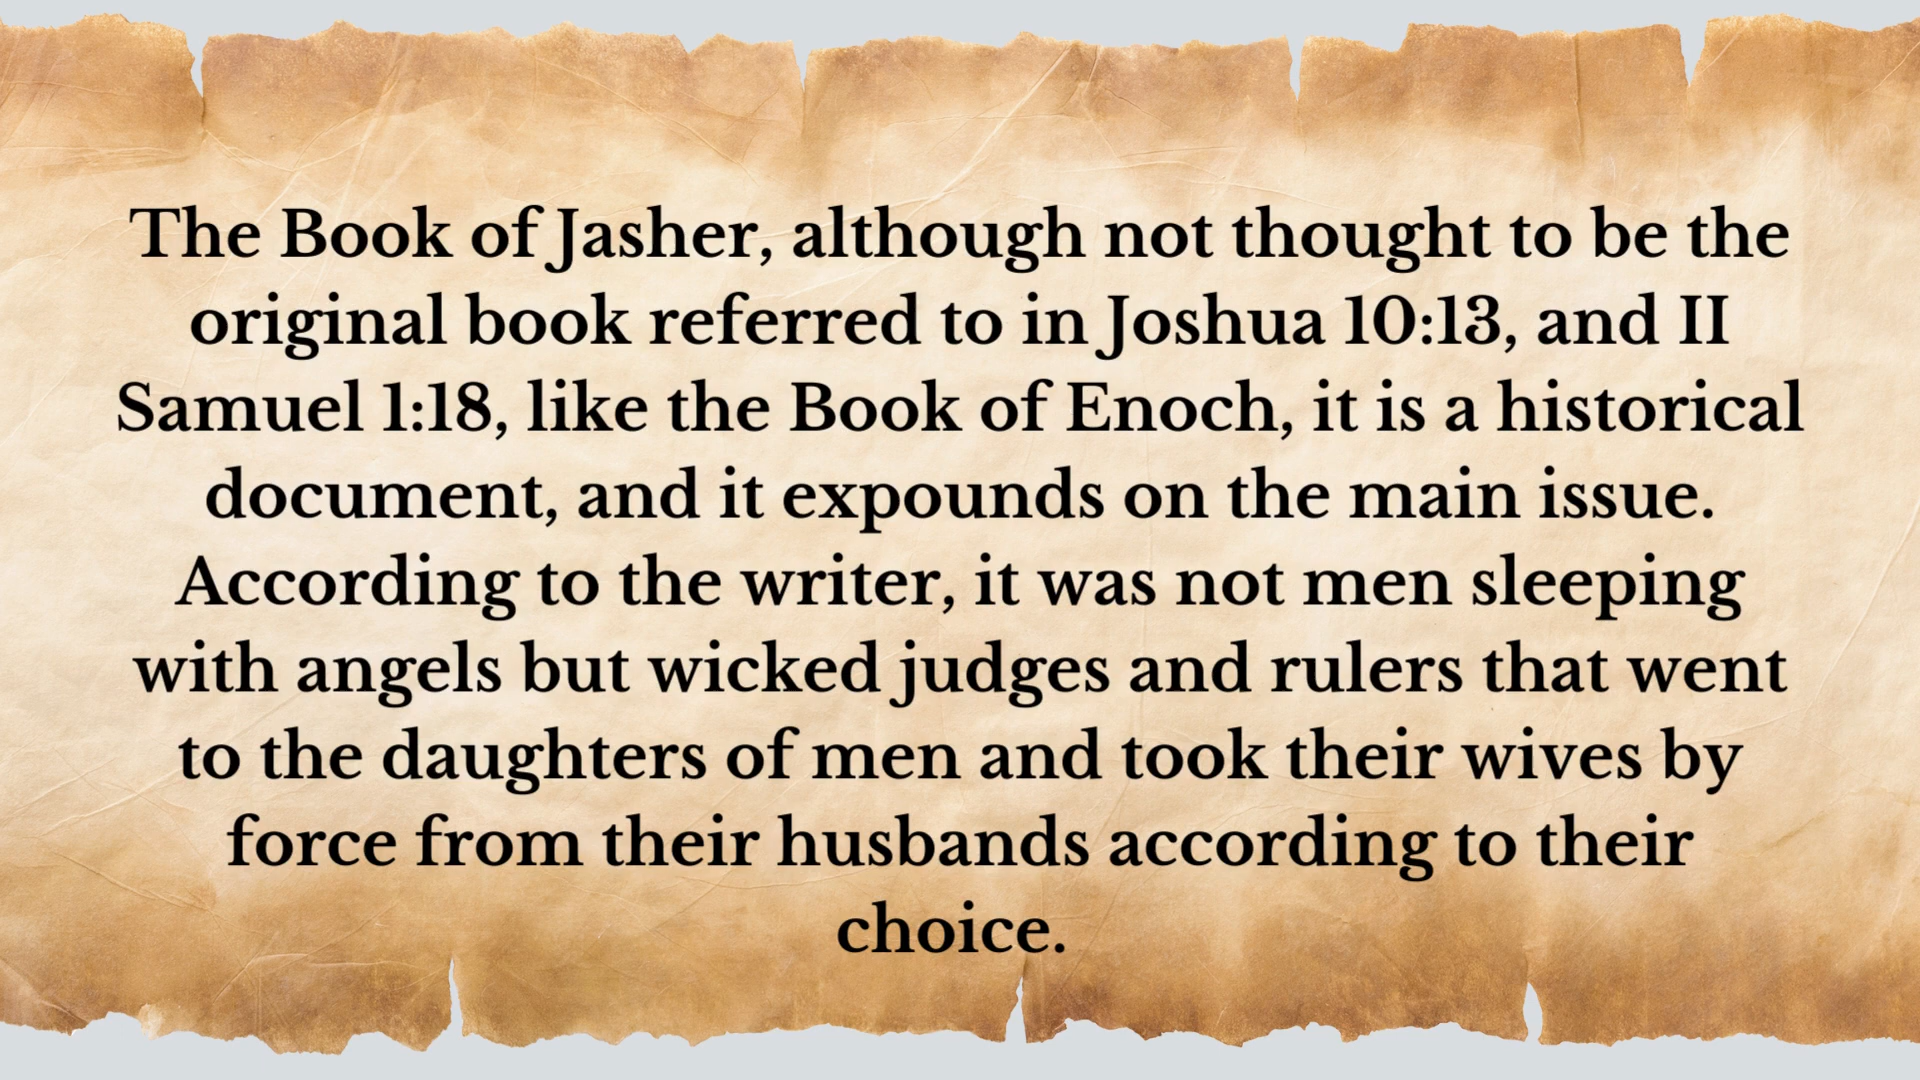 The Book of Jasher, although not thought to be the
original book referred to in Joshua 10:13, and II
Samuel 1:18, like the Book of Enoch, it is a historical
document, and it expounds on the main issue.
According to the writer, it was not men sleeping
with angels but wicked judges and rulers that went
to the daughters of men and took their wives by
force from their husbands according to their
choice.